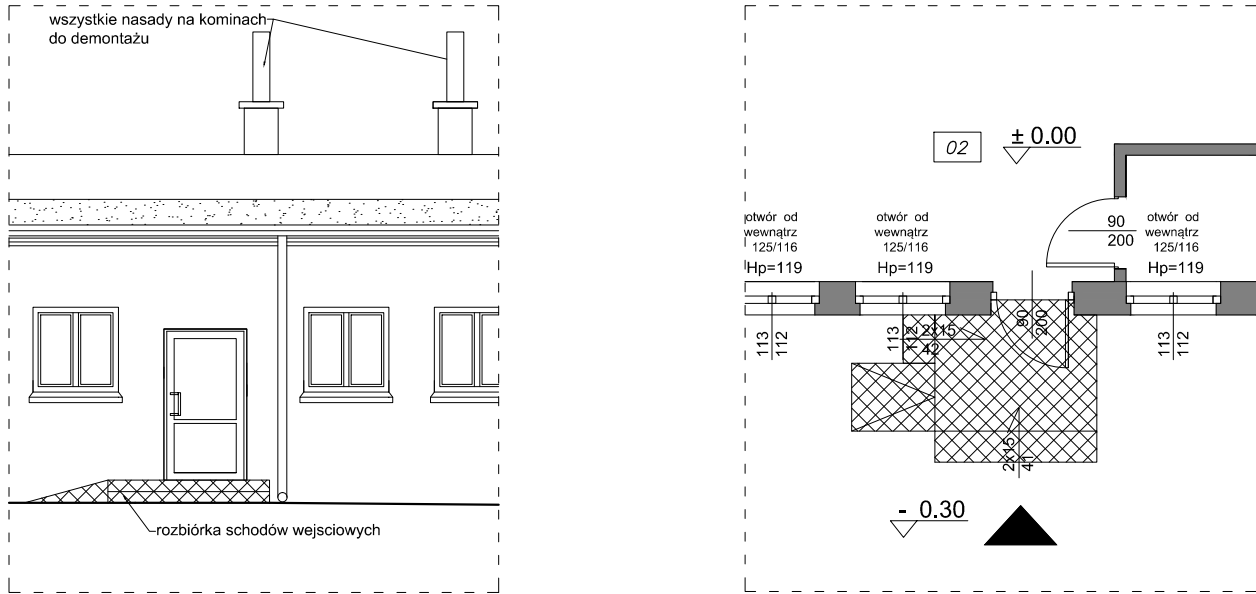 wszystkie nasady na kominach
do demontażu
rozbiórka schodów wejsciowych
02
± 0.00
otwór od
wewnątrz
125/116
Hp=119
otwór od
wewnątrz
125/116
Hp=119
90
200
otwór od
wewnątrz
125/116
Hp=119
113
112
113
112
2x15
42
90
200
113
112
2x15
41
- 0.30